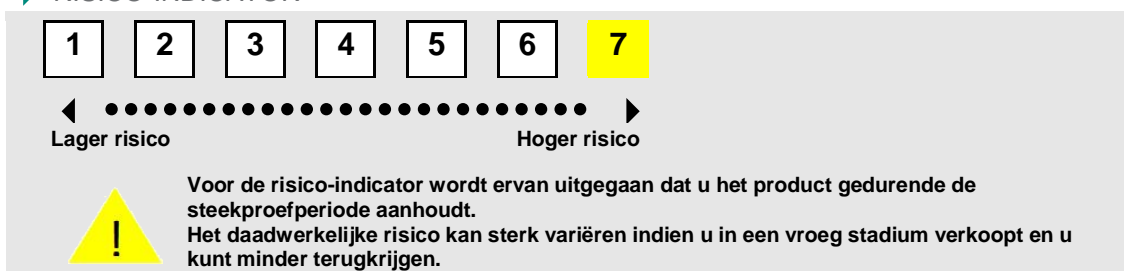 1 2 3 4 5 6 7
Lager risico Hoger risico
!
Voor de risico-indicator wordt ervan uitgegaan dat u het product gedurende de
steekproefperiode aanhoudt.
Het daadwerkelijke risico kan sterk variëren indien u in een vroeg stadium verkoopt en u
kunt minder terugkrijgen.